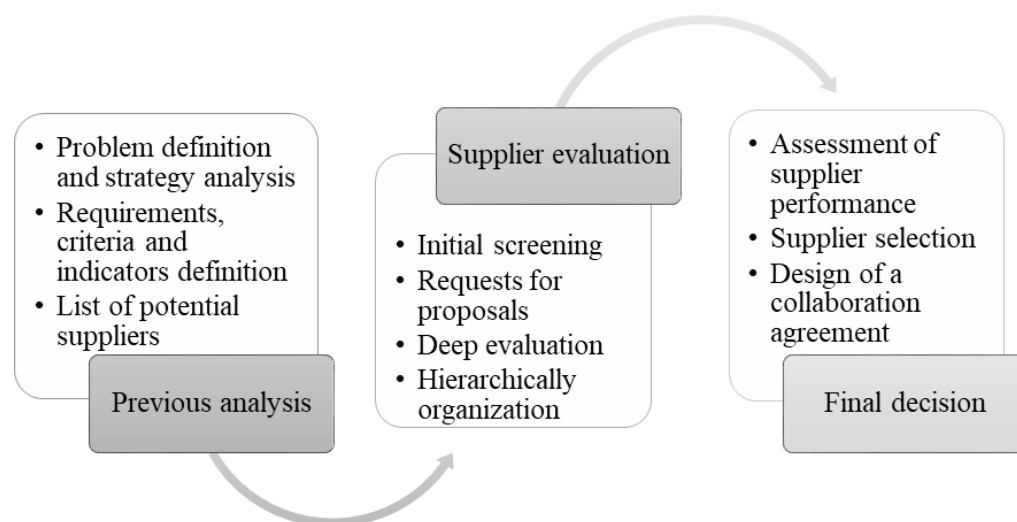 • Problem definition
and strategy analysis
• Requirements,
criteria and
indicators definition
• List of potential
suppliers
Previous analysis
Supplier evaluation
• Initial screening
• Requests for
proposals
• Deep evaluation
• Hierarchically
organization
• Assessment of
supplier
performance
• Supplier selection
• Design of a
collaboration
agreement
Final decision